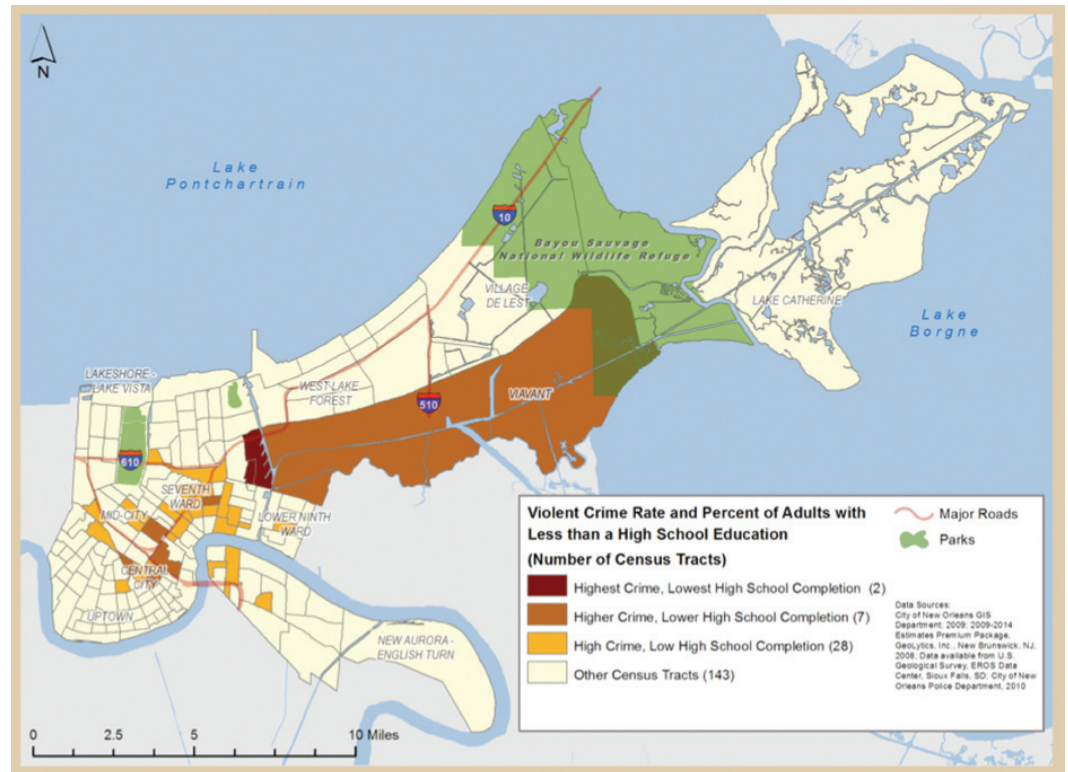 N
Lake
Pontchartrain
10
Bayou Sauvage
National Wildlife Refuge
VILLAGE
DE LEST
LAKE CATHERINE
Lake
Borgne
LAKESHORE -
LAKE VISTA
WEST LAKE
FOREST
VIAVANT
510
610
SEVENTH
WARD
MID-CITY
LOWER NINTH
WARD
CENTRAL
CITY
UPTOWN
NEW AURORA -
ENGLISH TURN
Violent Crime Rate and Percent of Adults with
Less than a High School Education
(Number of Census Tracts)
Highest Crime, Lowest High School Completion (2)
Higher Crime, Lower High School Completion (7)
High Crime, Low High School Completion (28)
Other Census Tracts (143)
Major Roads
Parks
Data Sources:
City of New Orleans GIS
Department, 2009; 2009-2014
Estimates Premium Package,
GeoLytics, Inc., New Brunswick, NJ,
2008; Data available from U.S.
Geological Survey, EROS Data
Center, Sioux Falls, SD; City of New
Orleans Police Department, 2010
0 2.5 5 10 Miles